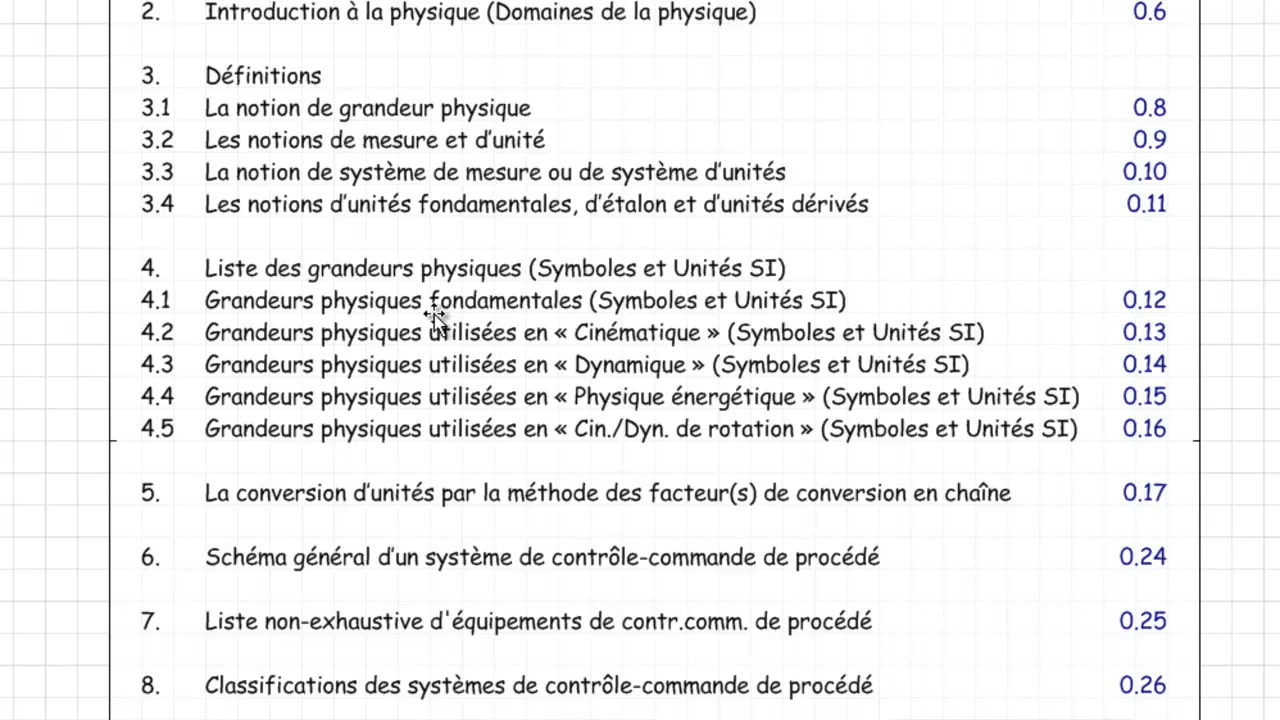 2. Introduction à la physique (Domaines de la physique) 0.6
3. Définitions
3.1 La notion de grandeur physique 0.8
3.2 Les notions de mesure et d'unité 0.9
3.3 La notion de système de mesure ou de système d'unités 0.10
3.4 Les notions d'unités fondamentales, d'étalon et d'unités dérivés 0.11
4. Liste des grandeurs physiques (Symboles et Unités SI)
4.1 Grandeurs physiques fondamentales (Symboles et Unités SI) 0.12
4.2 Grandeurs physiques utilisées en « Cinématique » (Symboles et Unités SI) 0.13
4.3 Grandeurs physiques utilisées en « Dynamique » (Symboles et Unités SI) 0.14
4.4 Grandeurs physiques utilisées en « Physique énergétique » (Symboles et Unités SI) 0.15
4.5 Grandeurs physiques utilisées en « Cin./Dyn. de rotation » (Symboles et Unités SI) 0.16
5. La conversion d'unités par la méthode des facteur(s) de conversion en chaîne 0.17
6. Schéma général d'un système de contrôle-commande de procédé 0.24
7. Liste non-exhaustive d'équipements de contr.comm. de procédé 0.25
8. Classifications des systèmes de contrôle-commande de procédé 0.26